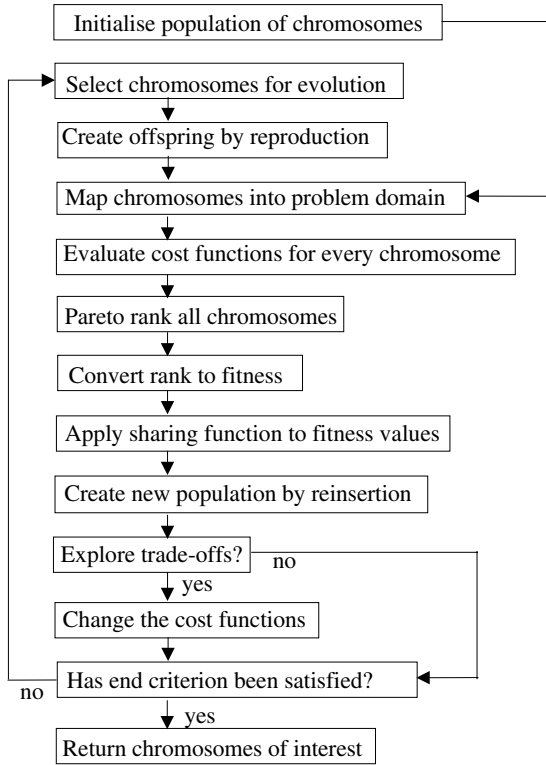 Initialise population of chromosomes
Select chromosomes for evolution
Create offspring by reproduction
Map chromosomes into problem domain
Evaluate cost functions for every chromosome
Pareto rank all chromosomes
Convert rank to fitness
Apply sharing function to fitness values
Create new population by reinsertion
Explore trade-offs?
no
yes
Change the cost functions
Has end criterion been satisfied?
no
yes
Return chromosomes of interest